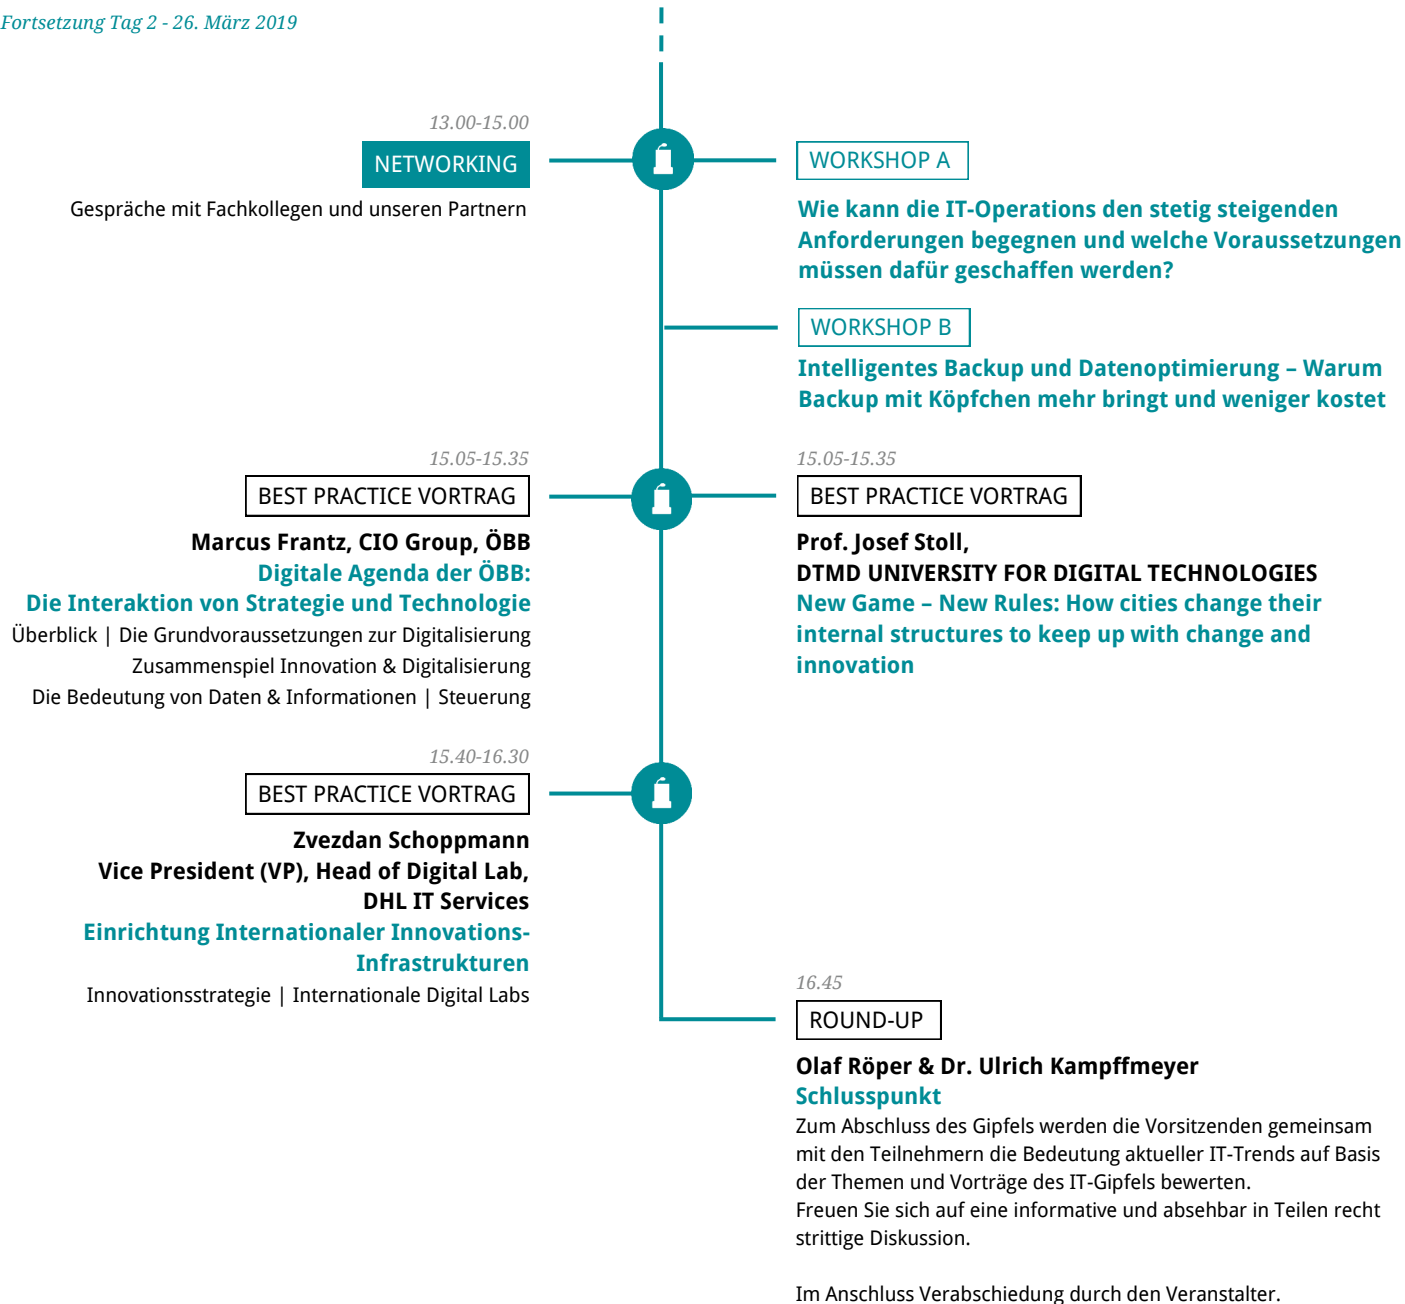 Fortsetzung Tag 2 - 26. März 2019
13.00-15.00
NETWORKING
Gespräche mit Fachkollegen und unseren Partnern
WORKSHOP A
Wie kann die IT-Operations den stetig steigenden
Anforderungen begegnen und welche Voraussetzungen
müssen dafür geschaffen werden?
WORKSHOP B
Intelligentes Backup und Datenoptimierung – Warum
Backup mit Köpfchen mehr bringt und weniger kostet
15.05-15.35
BEST PRACTICE VORTRAG
Marcus Frantz, CIO Group, ÖBB
Digitale Agenda der ÖBB:
Die Interaktion von Strategie und Technologie
Überblick | Die Grundvoraussetzungen zur Digitalisierung
Zusammenspiel Innovation & Digitalisierung
Die Bedeutung von Daten & Informationen | Steuerung
15.05-15.35
BEST PRACTICE VORTRAG
Prof. Josef Stoll,
DTMD UNIVERSITY FOR DIGITAL TECHNOLOGIES
New Game – New Rules: How cities change their
internal structures to keep up with change and
innovation
15.40-16.30
BEST PRACTICE VORTRAG
Zvezdan Schoppmann
Vice President (VP), Head of Digital Lab,
DHL IT Services
Einrichtung Internationaler Innovations-
Infrastrukturen
Innovationsstrategie | Internationale Digital Labs
16.45
ROUND-UP
Olaf Röper & Dr. Ulrich Kampffmeyer
Schlusspunkt
Zum Abschluss des Gipfels werden die Vorsitzenden gemeinsam
mit den Teilnehmern die Bedeutung aktueller IT-Trends auf Basis
der Themen und Vorträge des IT-Gipfels bewerten.
Freuen Sie sich auf eine informative und absehbar in Teilen recht
strittige Diskussion.
Im Anschluss Verabschiedung durch den Veranstalter.